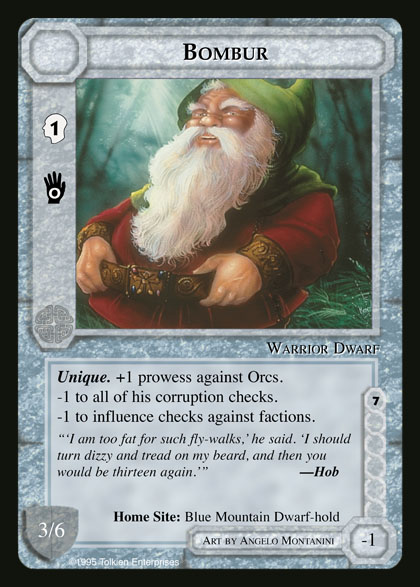 BOMBUR
1
WARRIOR DWARF
Unique. +1 prowess against Orcs.
-1 to all of his corruption checks.
-1 to influence checks against factions.
"'I am too fat for such fly-walks,' he said. 'I should
turn dizzy and tread on my beard, and then you
would be thirteen again.'" —Hob
7
Home Site: Blue Mountain Dwarf-hold
3/6
ART BY ANGELO MONTANINI
-1
©1995 Tolkien Enterprises